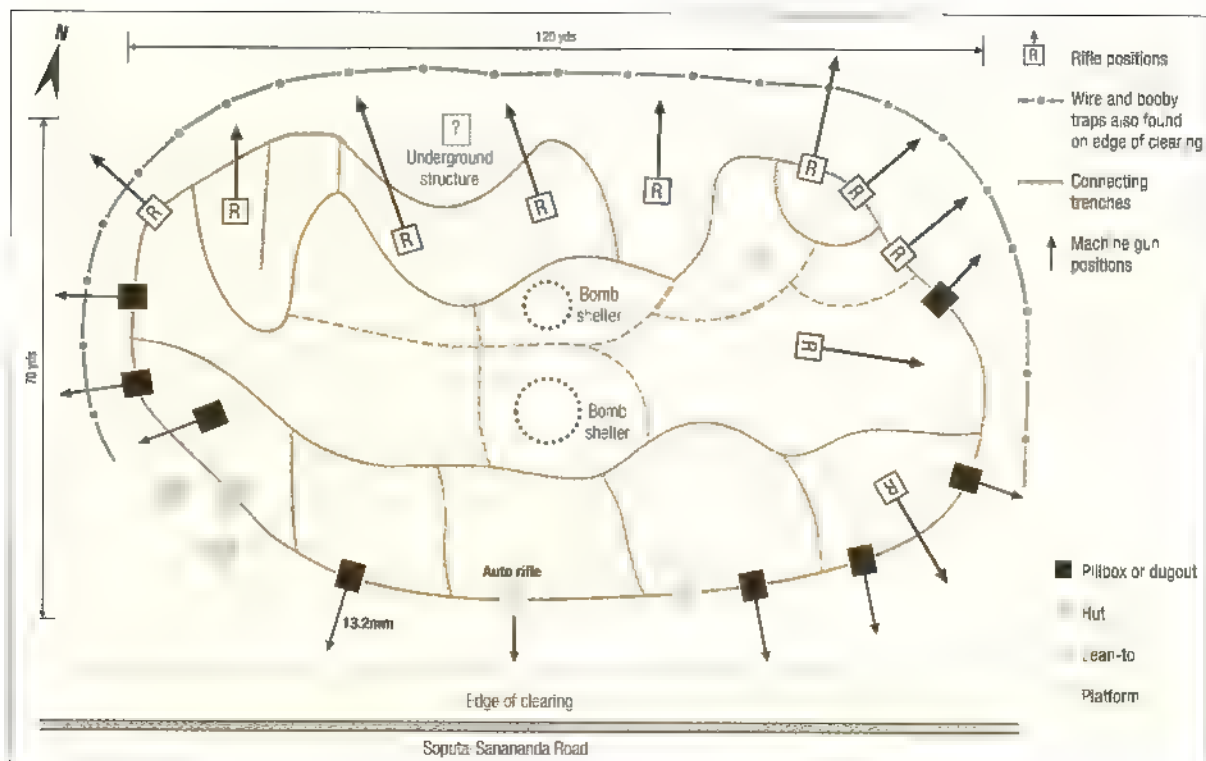 N
120 yds
70 yds
R
Rifle positions
Wire and booby
traps also found
on edge of clearing
Connecting
trenches
Machine gun
positions
?
Underground
structure
R
R
R
R
R
R
R
R
R
R
Bomb
shelter
Bomb
shelter
Auto rifle
13.2mm
Pillbox or dugout
Hut
Lean-to
Platform
Edge of clearing
Soputa-Sanananda Road